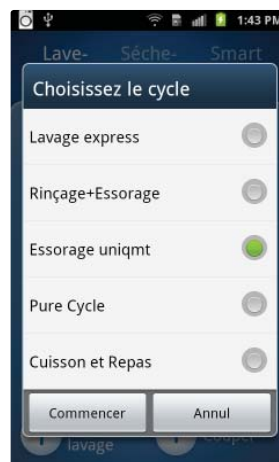 1:43 PM
Lave- Séche- Smart
Choisissez le cycle
Lavage express
Rinçage+Essorage
Essorage uniqmt
Pure Cycle
Cuisson et Repas
Commencer Annul
lavage Couper